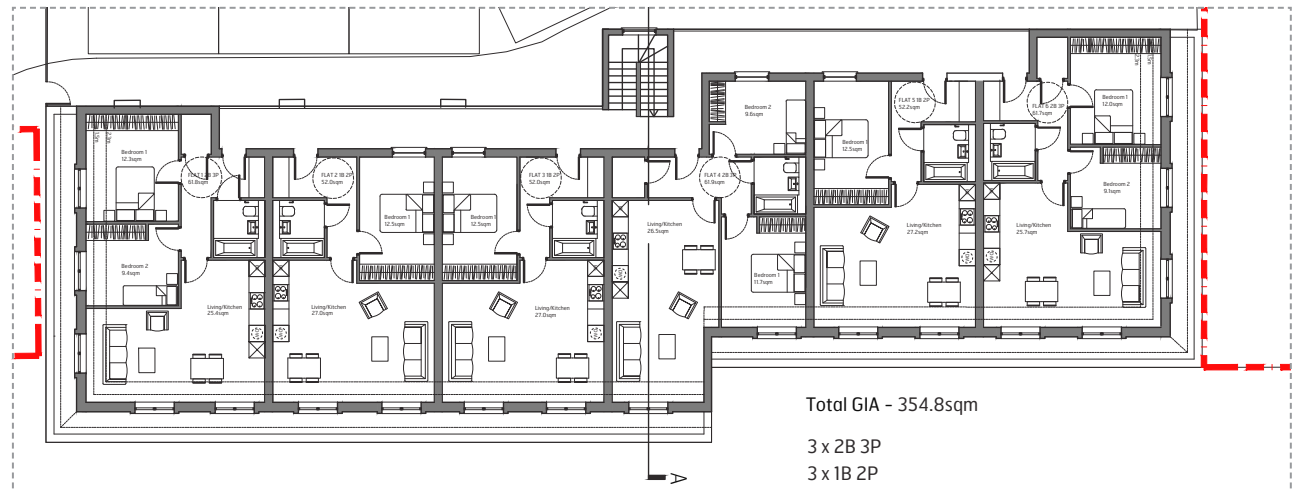 Bedroom 1
12.3sqm
FLAT 1 2B 3P
61.8sqm
Bedroom 2
9.4sqm
Living/Kitchen
25.4sqm
FLAT 2 1B 2P
52.0sqm
Bedroom 1
12.5sqm
Living/Kitchen
27.0sqm
Bedroom 1
12.5sqm
FLAT 3 1B 2P
52.0sqm
Living/Kitchen
27.0sqm
Bedroom 2
9.6sqm
FLAT 4 2B 3P
61.9sqm
Living/Kitchen
26.5sqm
Bedroom 1
11.7sqm
Bedroom 1
12.5sqm
FLAT 5 1B 2P
52.2sqm
Living/Kitchen
27.2sqm
FLAT 6 2B 3P
61.7sqm
Bedroom 1
12.0sqm
Bedroom 2
9.1sqm
Living/Kitchen
25.7sqm
A
Total GIA - 354.8sqm
3 x 2B 3P
3 x 1B 2P